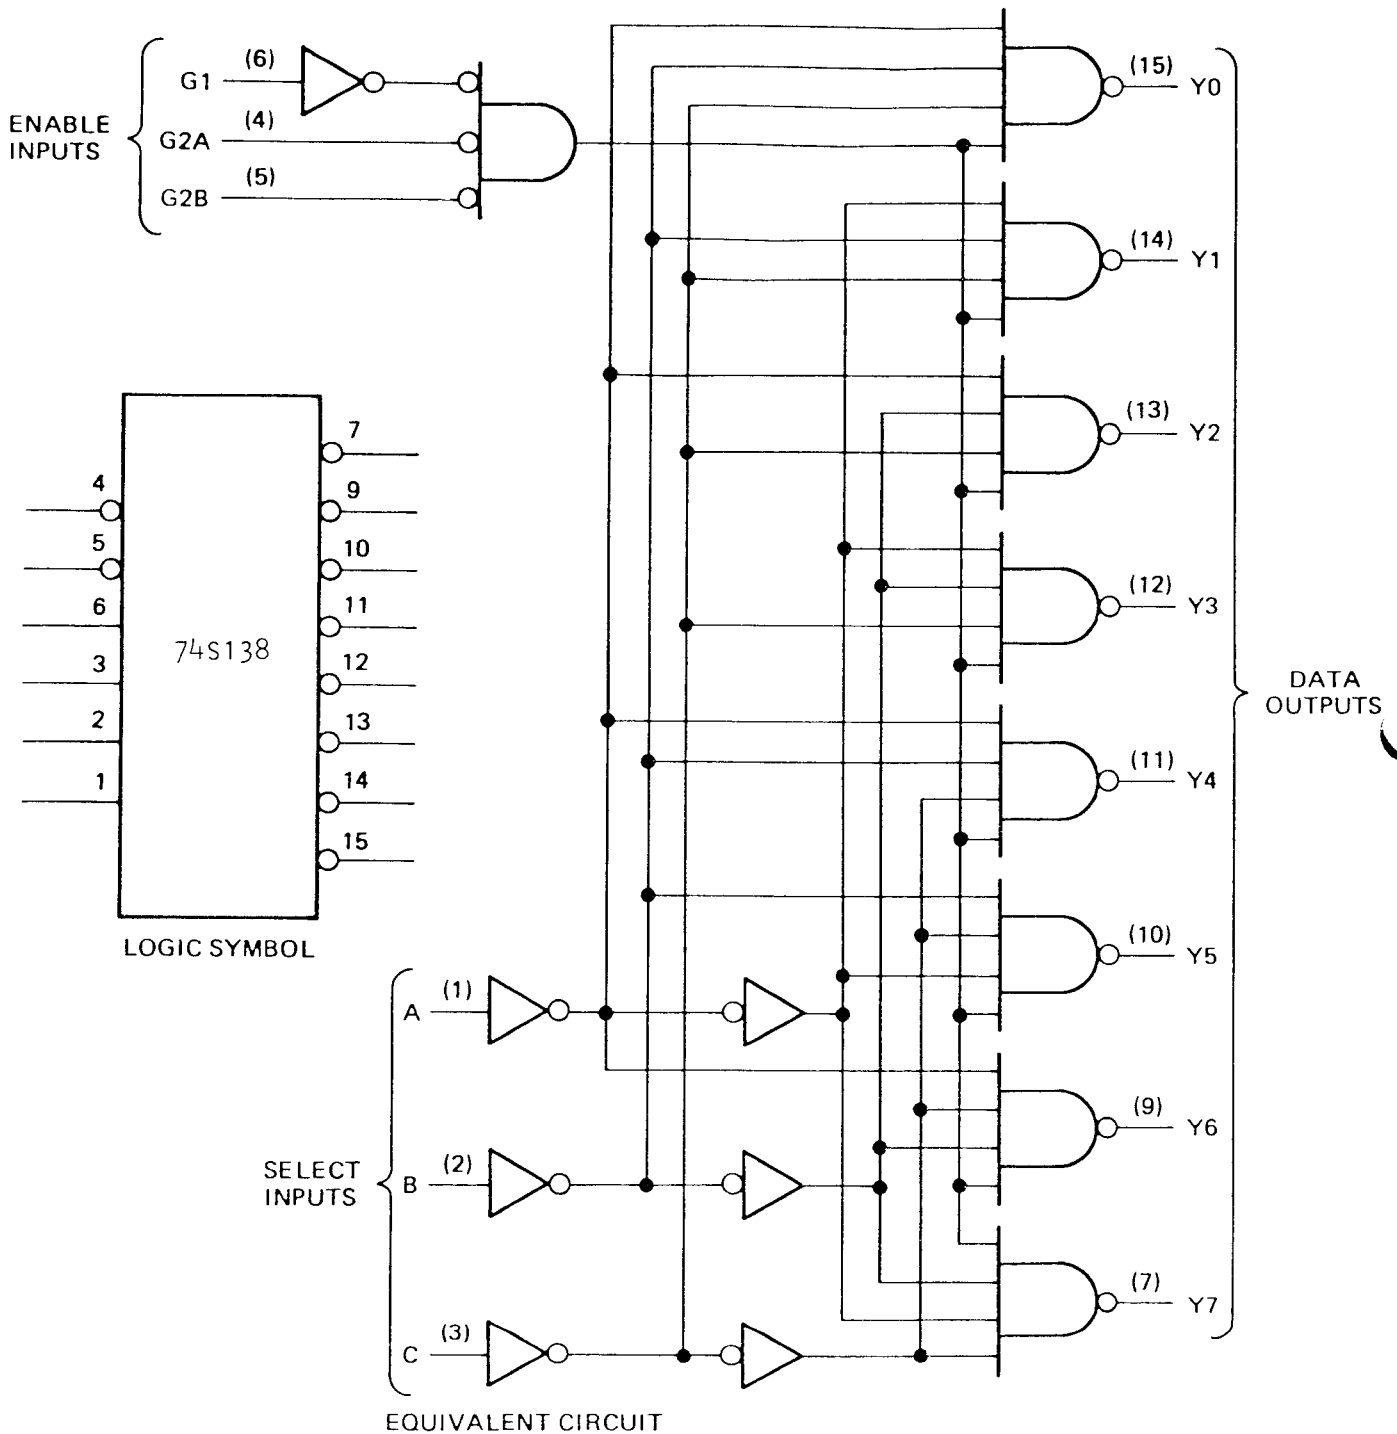 ENABLE
INPUTS
G1 (6)
G2A (4)
G2B (5)
(15) Y0
(14) Y1
(13) Y2
(12) Y3
(11) Y4
(10) Y5
(9) Y6
(7) Y7
DATA
OUTPUTS
4
5
6
3
2
1
74S138
7
9
10
11
12
13
14
15
LOGIC SYMBOL
SELECT
INPUTS
A (1)
B (2)
C (3)
EQUIVALENT CIRCUIT